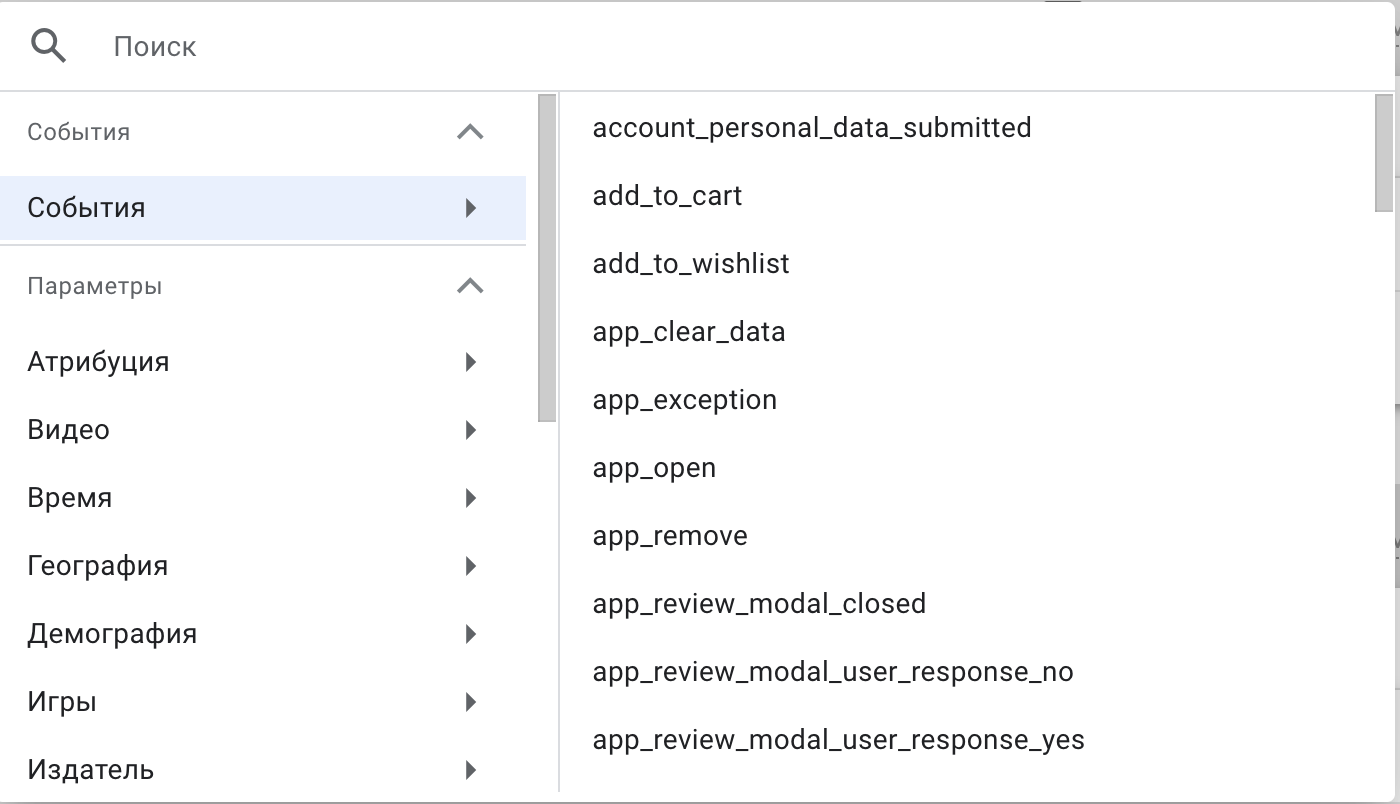 Поиск
События
События
Параметры
Атрибуция
Видео
Время
География
Демография
Игры
Издатель
account_personal_data_submitted
add_to_cart
add_to_wishlist
app_clear_data
app_exception
app_open
app_remove
app_review_modal_closed
app_review_modal_user_response_no
app_review_modal_user_response_yes